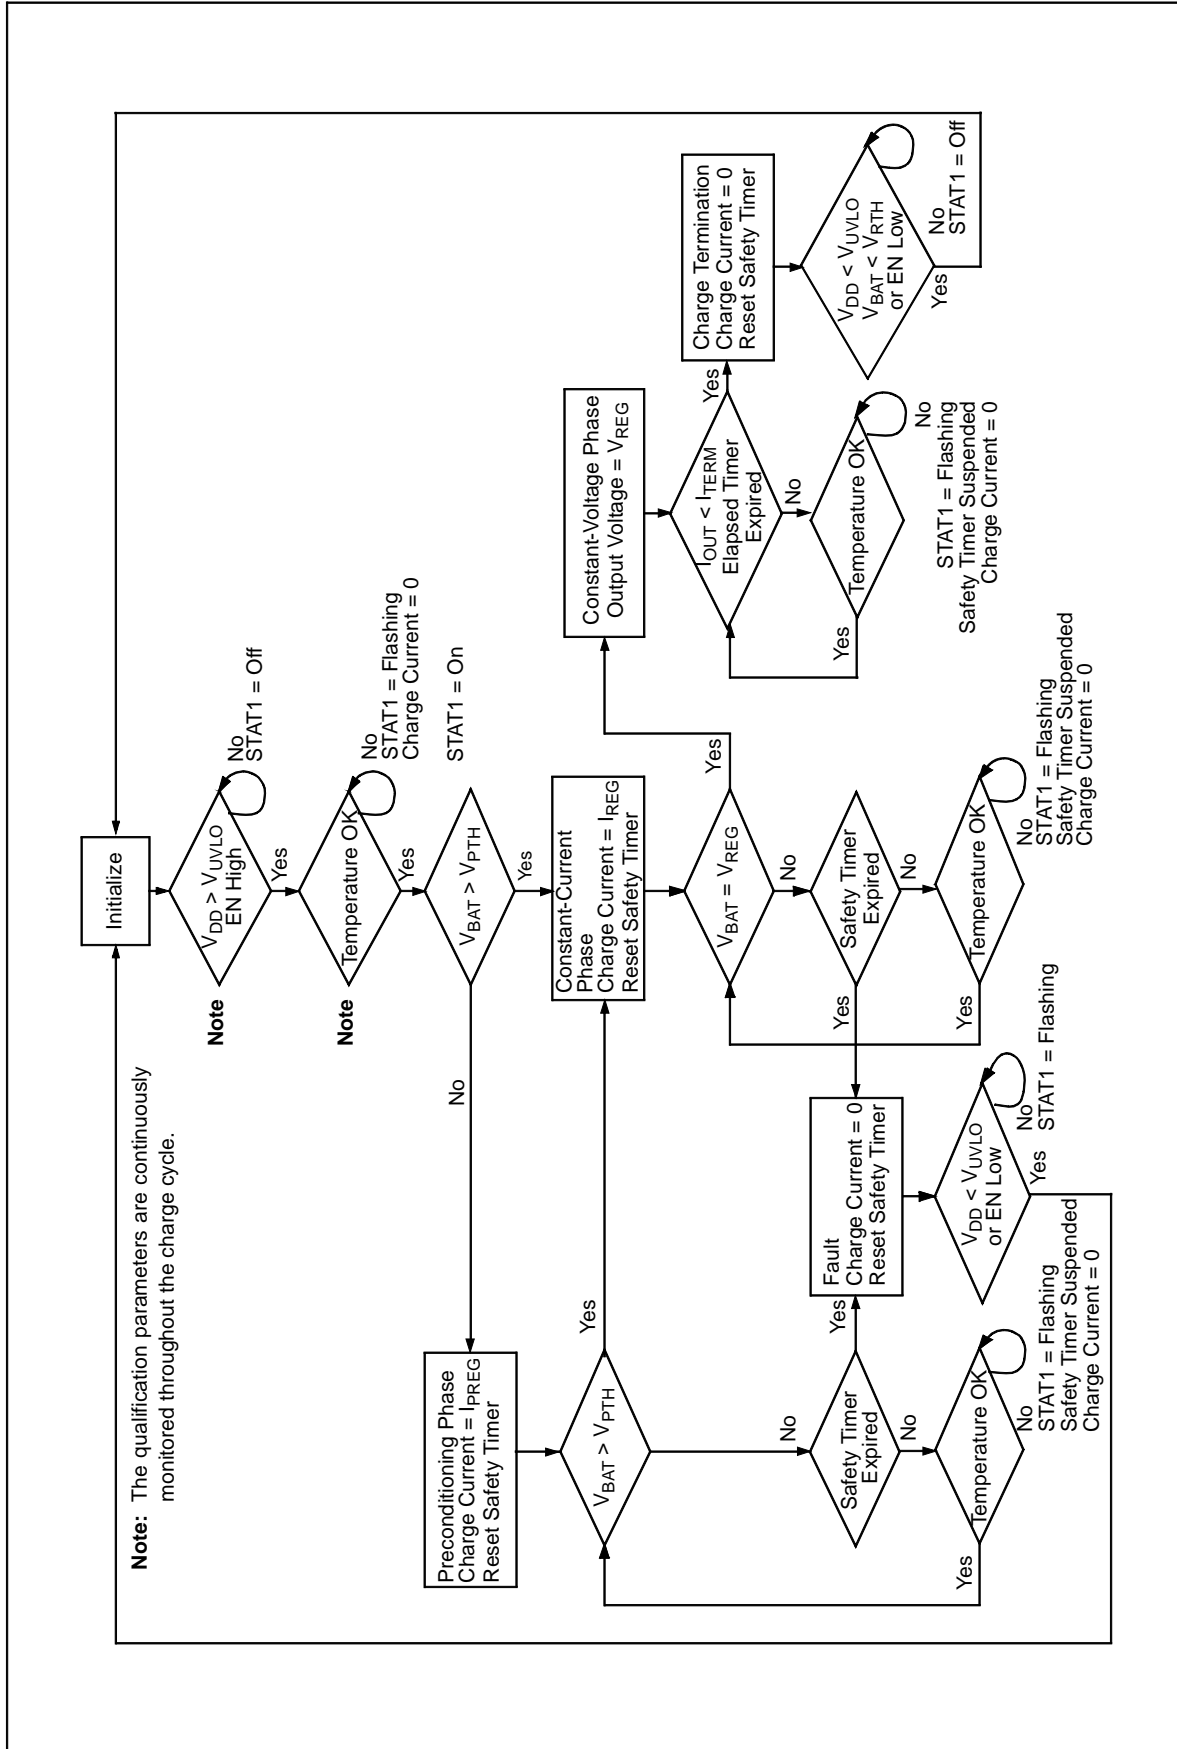 Note: The qualification parameters are continuously
monitored throughout the charge cycle.
Initialize
Note
VDD > VUVLO
EN High
No
STAT1 = Off
Yes
Note
Temperature OK
No
STAT1 = Flashing
Charge Current = 0
Yes
STAT1 = On
VBAT > VPTH
No
Yes
Preconditioning Phase
Charge Current = IPREG
Reset Safety Timer
Constant-Current
Phase
Charge Current = IREG
Reset Safety Timer
Constant-Voltage Phase
Output Voltage = VREG
VBAT > VPTH
Yes
No
VBAT = VREG
Yes
No
IOUT < ITERM
Elapsed Timer
Expired
Yes
No
Charge Termination
Charge Current = 0
Reset Safety Timer
Safety Timer
Expired
Yes
No
Fault
Charge Current = 0
Reset Safety Timer
Safety Timer
Expired
Yes
No
Temperature OK
Yes
No
STAT1 = Flashing
Safety Timer Suspended
Charge Current = 0
VDD < VUVLO
VBAT < VRTH
or EN Low
Yes
No
STAT1 = Off
Temperature OK
Yes
No
STAT1 = Flashing
Safety Timer Suspended
Charge Current = 0
VDD < VUVLO
or EN Low
Yes
No
STAT1 = Flashing
Temperature OK
Yes
No
STAT1 = Flashing
Safety Timer Suspended
Charge Current = 0